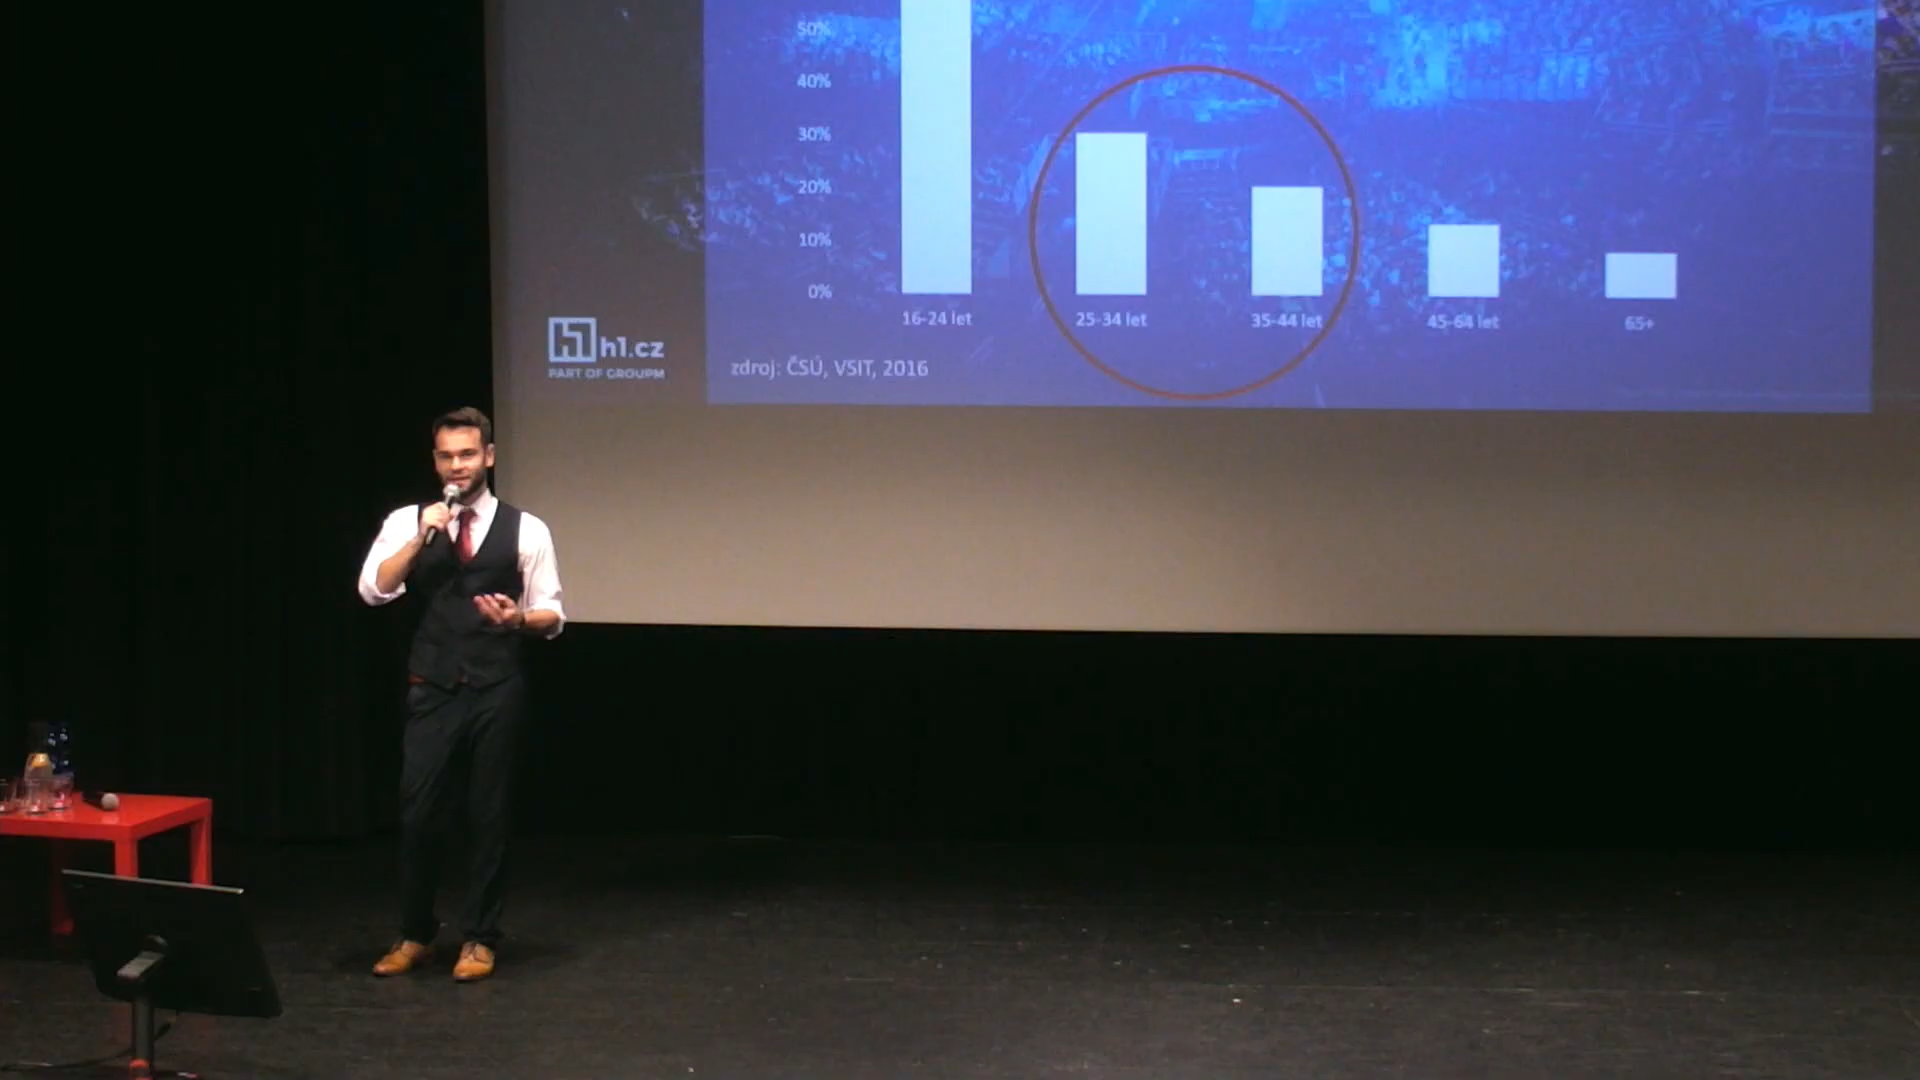 50%
40%
30%
20%
10%
0%
16-24 let
25-34 let
35-44 let
45-64 let
65+
zdroj: ČSÚ, VSIT, 2016
h1.cz
PART OF GROUPM